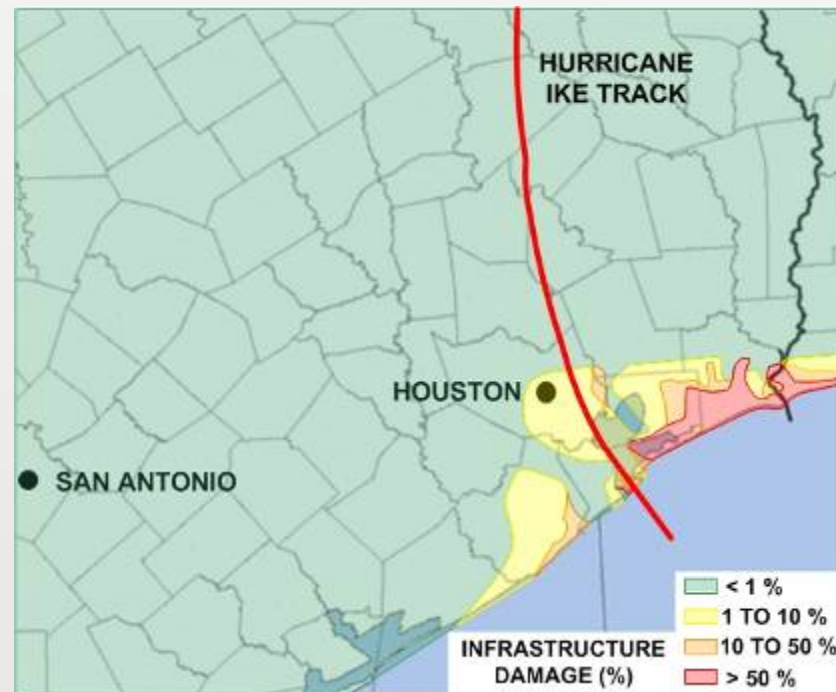 HURRICANE
IKE TRACK
HOUSTON
SAN ANTONIO
INFRASTRUCTURE
DAMAGE (%)
< 1 %
1 TO 10 %
10 TO 50 %
> 50 %